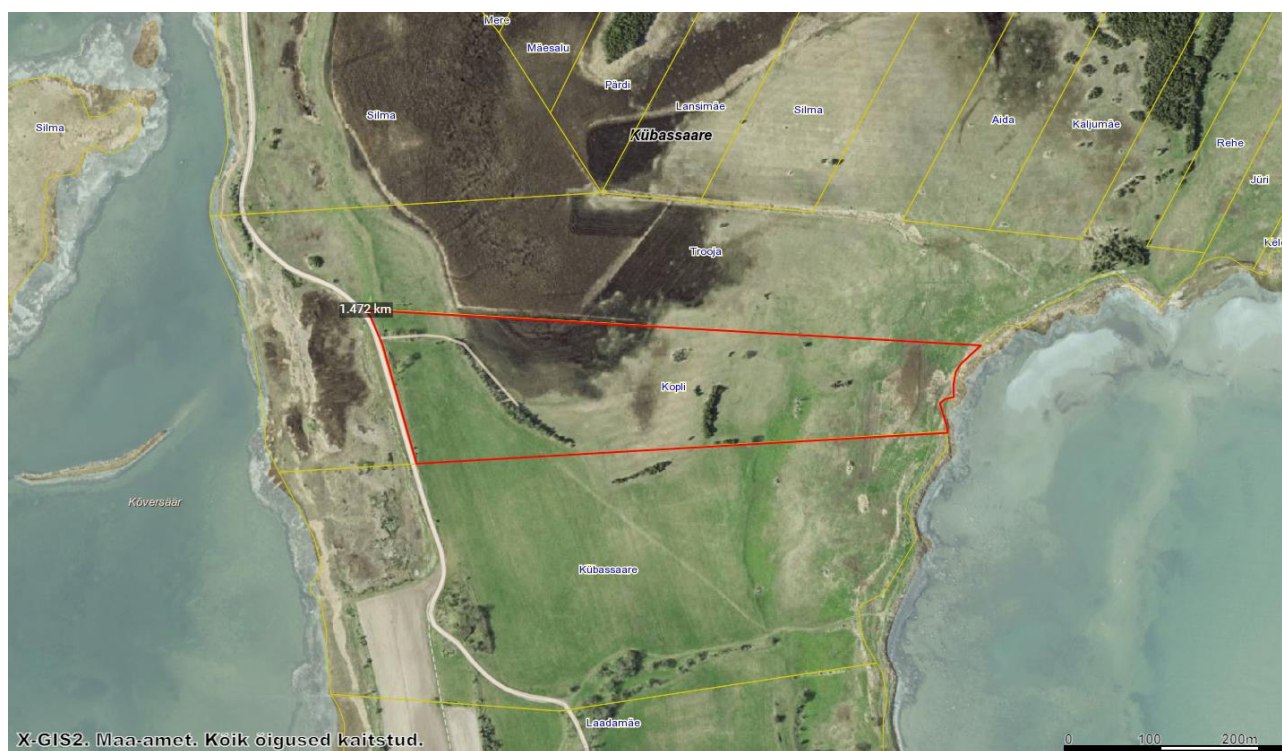 Mere
Mäesalu
Pärdi
Silma
Lansimäe
Silma
Silma
Kübassaare
Aida
Kaljumäe
Rehe
Jüri
Trooja
1.472 km
Kopli
Kõversäär
Kübassaare
Laadamäe
X-GIS2. Maa-amet. Koik õigused kaitstud.
0 100 200m